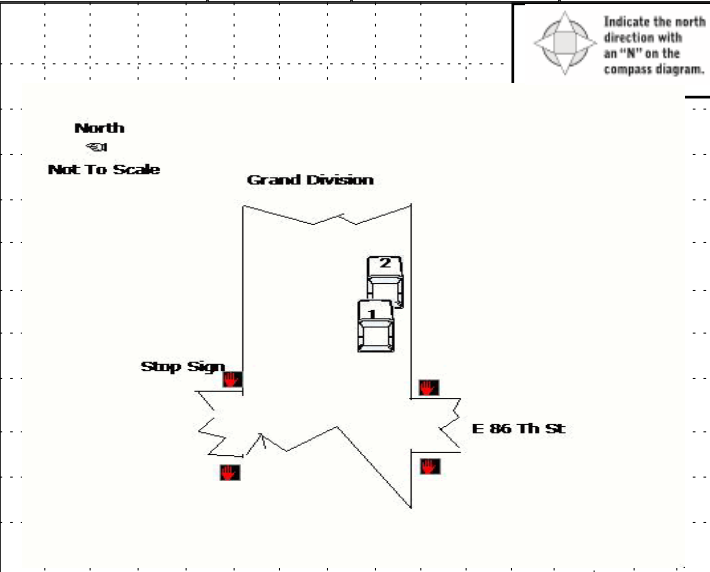 Indicate the north
direction with
an “N” on the
compass diagram.
North
Not To Scale
Grand Division
2
1
Stop Sign
E 86 Th St